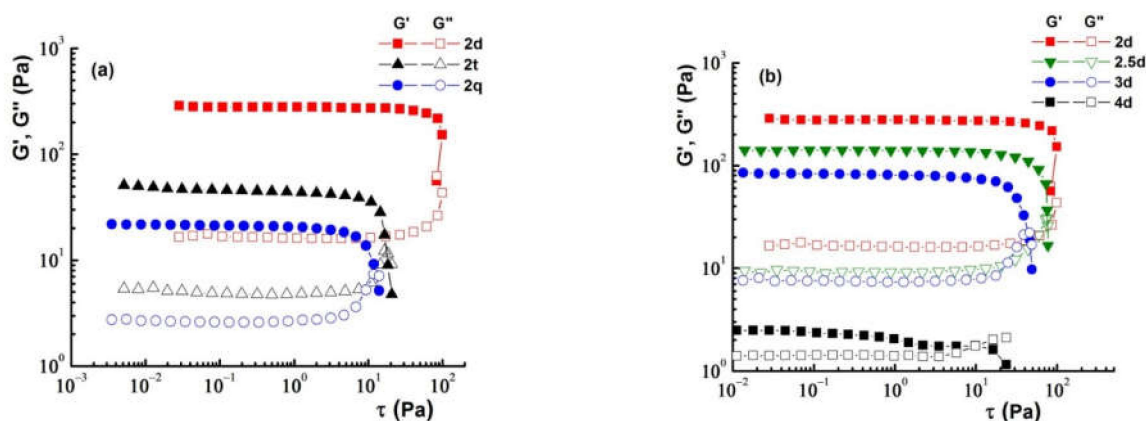 G' G"
2d
2t
2q
(a)
G', G" (Pa)
10³
10²
10¹
10⁰
10⁻³ 10⁻² 10⁻¹ 10⁰ 10¹ 10²
τ (Pa)
G' G"
2d
2.5d
3d
4d
(b)
G', G" (Pa)
10³
10²
10¹
10⁰
10⁻² 10⁻¹ 10⁰ 10¹ 10²
τ (Pa)